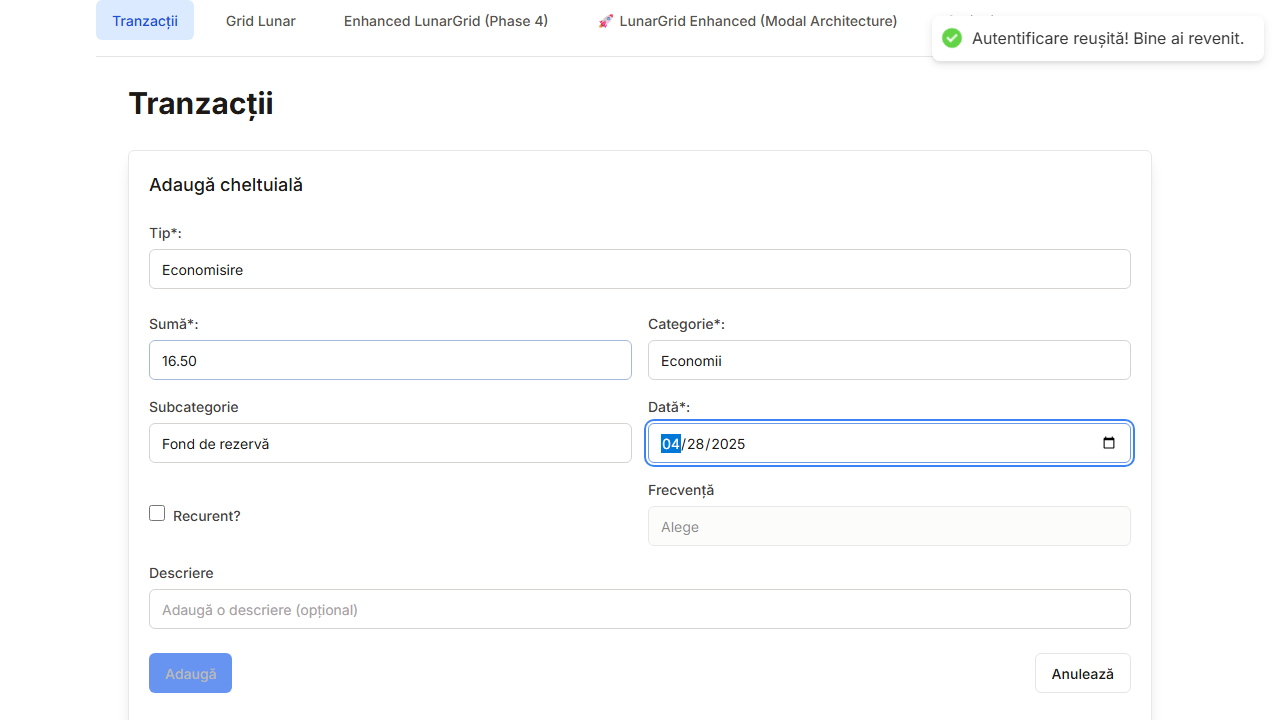 Tranzacții
Grid Lunar
Enhanced LunarGrid (Phase 4)
🚀 LunarGrid Enhanced (Modal Architecture)
Autentificare reușită! Bine ai revenit.
Tranzacții
Adaugă cheltuială
Tip*:
Economisire
Sumă*:
Categorie*:
16.50
Economii
Subcategorie
Dată*:
Fond de rezervă
04/28/2025
Frecvență
Recurent?
Alege
Descriere
Adaugă o descriere (opțional)
Adaugă
Anulează